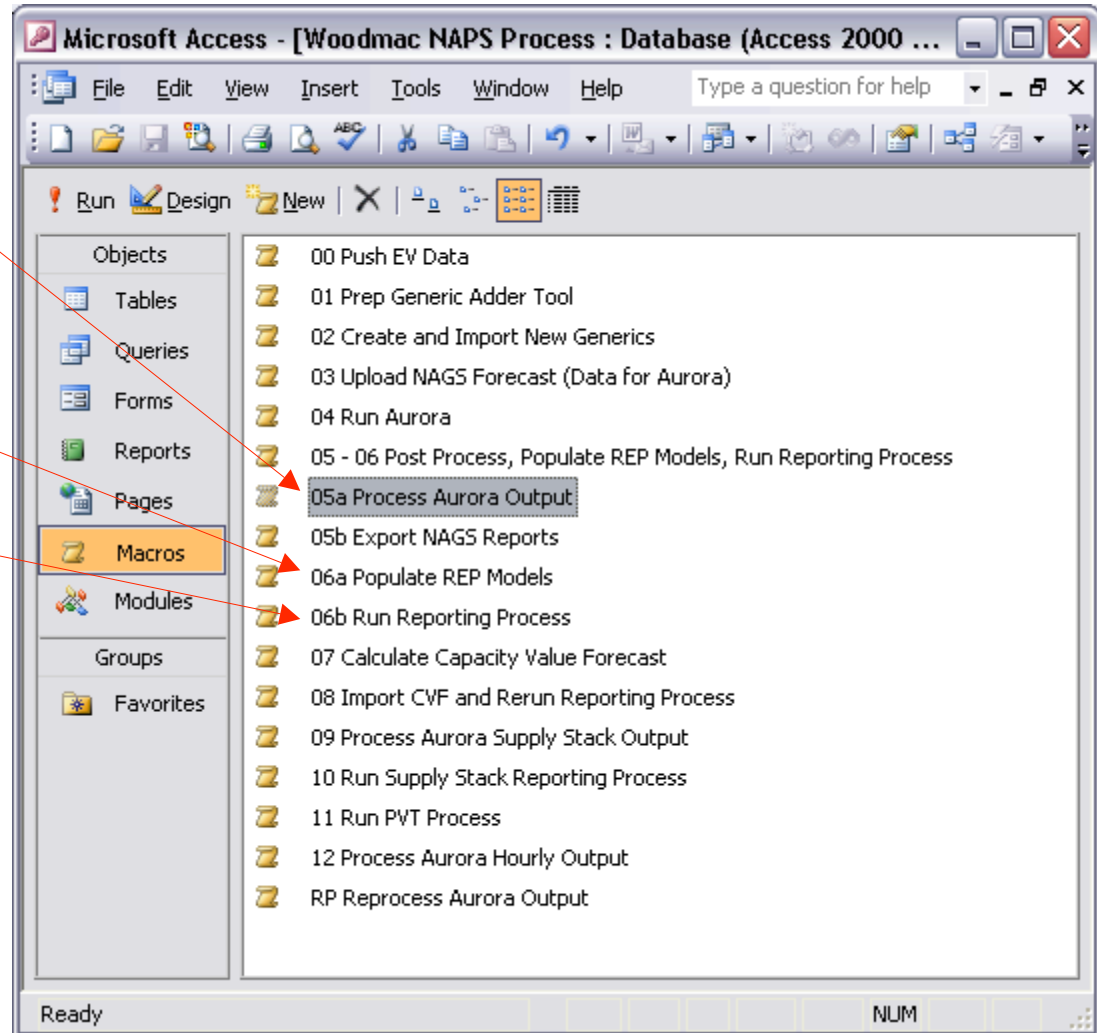 Microsoft Access - [Woodmac NAPS Process : Database (Access 2000 ...
File Edit View Insert Tools Window Help Type a question for help
Run Design New
Objects
Tables
Queries
Forms
Reports
Pages
Macros
Modules
Groups
Favorites
00 Push EV Data
01 Prep Generic Adder Tool
02 Create and Import New Generics
03 Upload NAGS Forecast (Data for Aurora)
04 Run Aurora
05 - 06 Post Process, Populate REP Models, Run Reporting Process
05a Process Aurora Output
05b Export NAGS Reports
06a Populate REP Models
06b Run Reporting Process
07 Calculate Capacity Value Forecast
08 Import CVF and Rerun Reporting Process
09 Process Aurora Supply Stack Output
10 Run Supply Stack Reporting Process
11 Run PVT Process
12 Process Aurora Hourly Output
RP Reprocess Aurora Output
Ready NUM